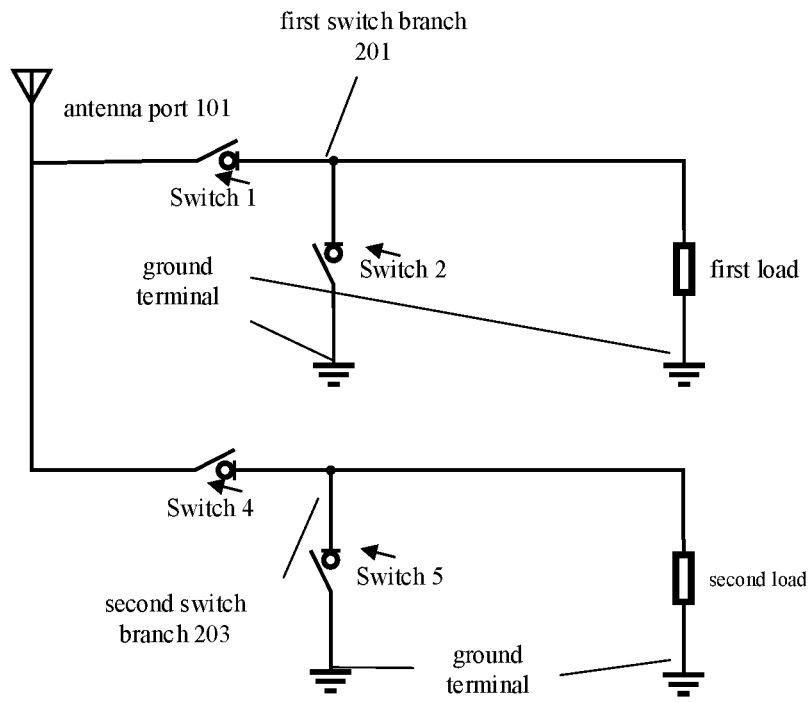 first switch branch
201
antenna port 101
Switch 1
ground
terminal
Switch 2
first load
Switch 4
second switch
branch 203
Switch 5
second load
ground
terminal